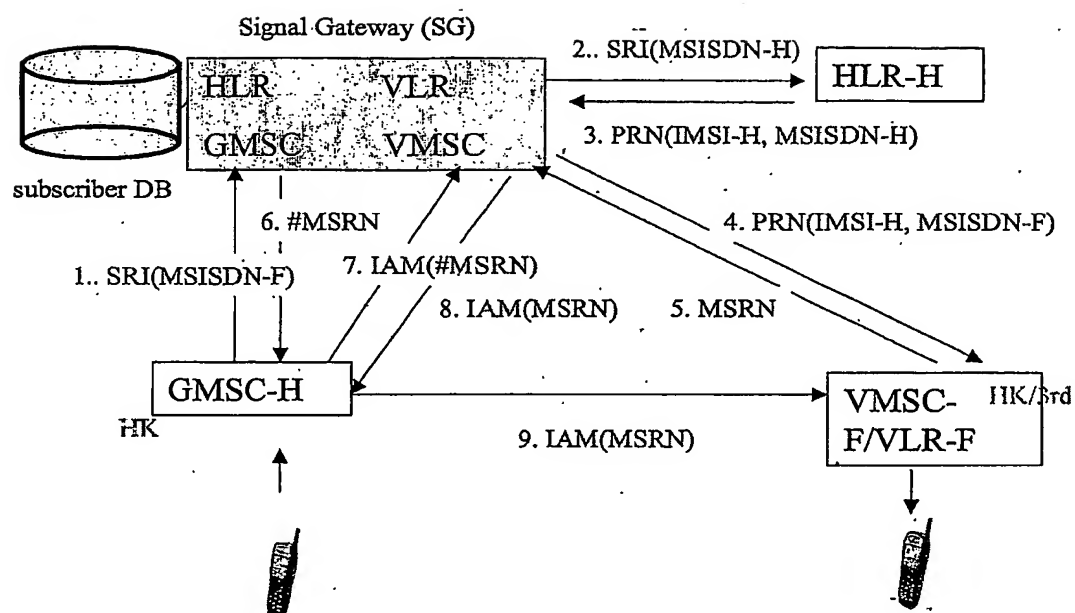 Signal Gateway (SG)
HLR VLR
GMSC VMSC
subscriber DB
2.. SRI(MSISDN-H)
HLR-H
3. PRN(IMSI-H, MSISDN-H)
6. #MSRN
4. PRN(IMSI-H, MSISDN-F)
1.. SRI(MSISDN-F)
7. IAM(#MSRN)
8. IAM(MSRN)
5. MSRN
GMSC-H
HK
VMSC-
F/VLR-F
HK/3rd
9. IAM(MSRN)